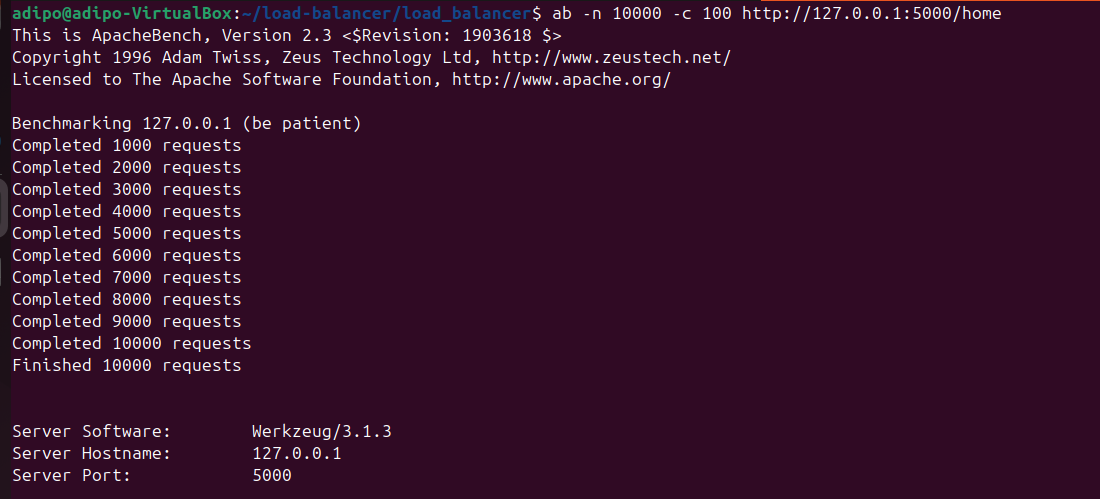 adipo@adipo-VirtualBox:~/load-balancer/load_balancer$ ab -n 10000 -c 100 http://127.0.0.1:5000/home
This is ApacheBench, Version 2.3 <$Revision: 1903618 $>
Copyright 1996 Adam Twiss, Zeus Technology Ltd, http://www.zeustech.net/
Licensed to The Apache Software Foundation, http://www.apache.org/

Benchmarking 127.0.0.1 (be patient)
Completed 1000 requests
Completed 2000 requests
Completed 3000 requests
Completed 4000 requests
Completed 5000 requests
Completed 6000 requests
Completed 7000 requests
Completed 8000 requests
Completed 9000 requests
Completed 10000 requests
Finished 10000 requests


Server Software:        Werkzeug/3.1.3
Server Hostname:        127.0.0.1
Server Port:            5000